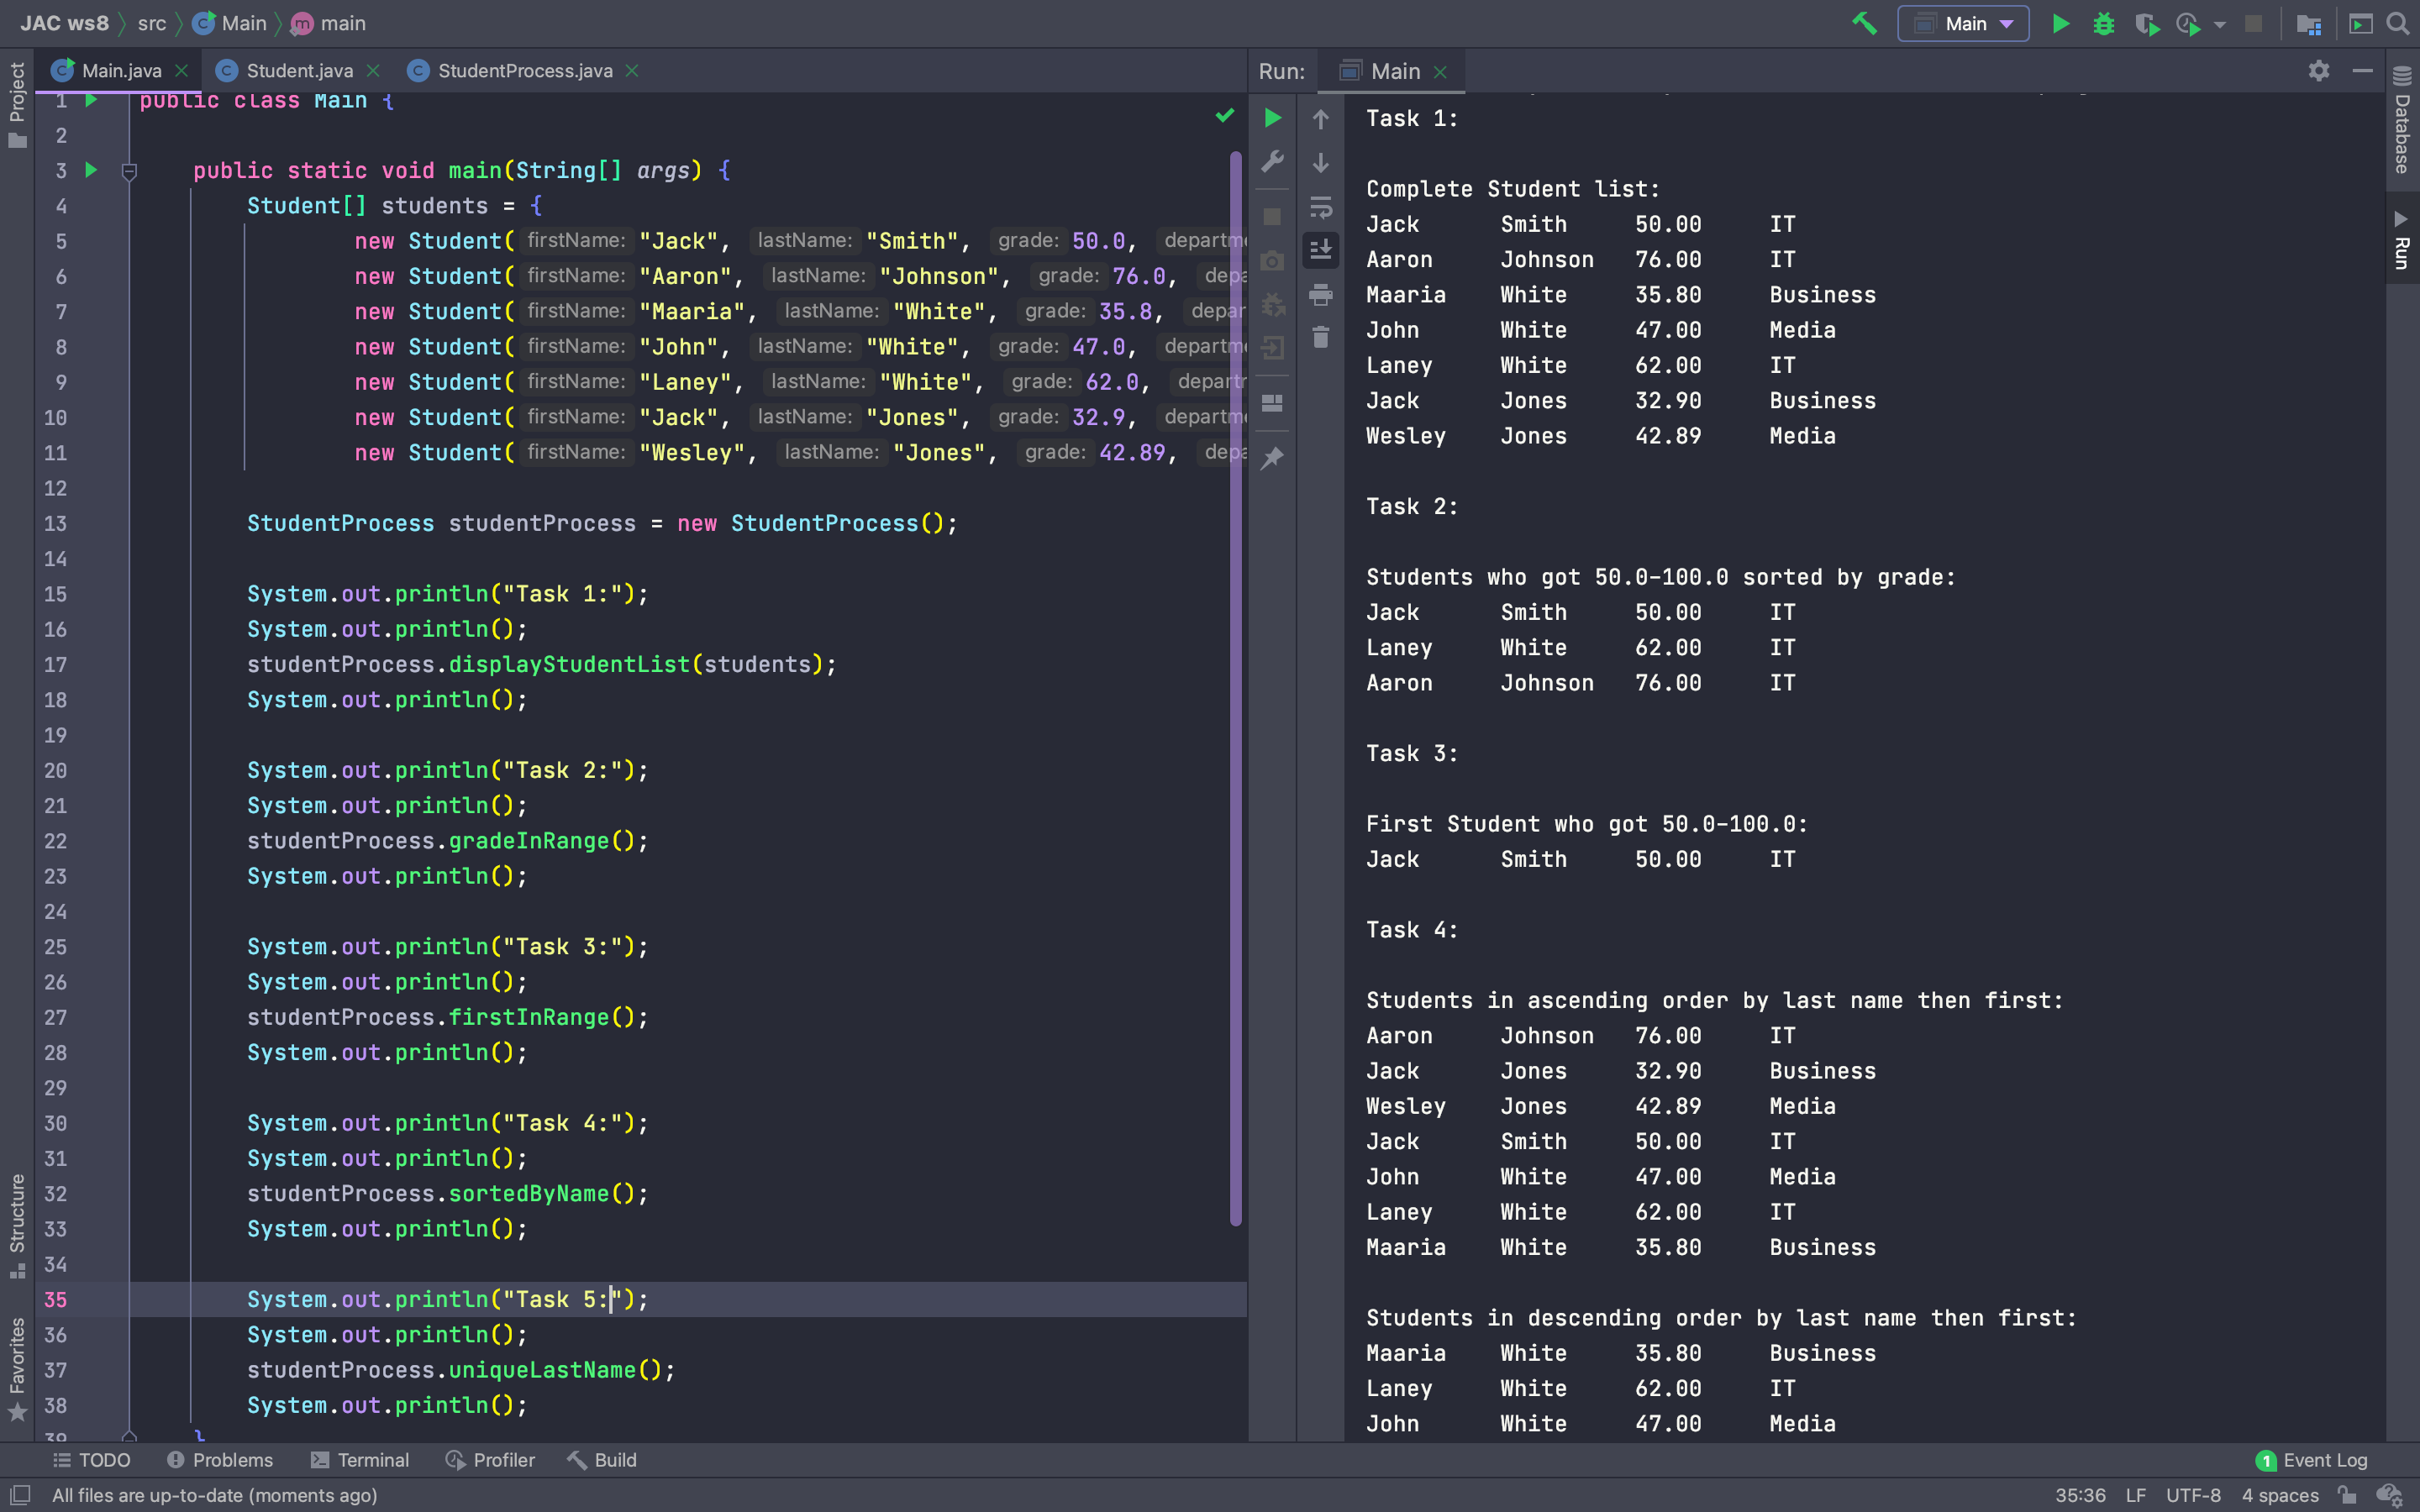 JAC ws8 src Main main
Main
Project
Main.java Student.java StudentProcess.java
1 public class Main {
2
3 public static void main(String[] args) {
4 Student[] students = {
5 new Student( firstName: "Jack", lastName: "Smith", grade: 50.0, departm
6 new Student( firstName: "Aaron", lastName: "Johnson", grade: 76.0, depa
7 new Student( firstName: "Maaria", lastName: "White", grade: 35.8, depar
8 new Student( firstName: "John", lastName: "White", grade: 47.0, departm
9 new Student( firstName: "Laney", lastName: "White", grade: 62.0, depart
10 new Student( firstName: "Jack", lastName: "Jones", grade: 32.9, departm
11 new Student( firstName: "Wesley", lastName: "Jones", grade: 42.89, depa
12
13 StudentProcess studentProcess = new StudentProcess();
14
15 System.out.println("Task 1:");
16 System.out.println();
17 studentProcess.displayStudentList(students);
18 System.out.println();
19
20 System.out.println("Task 2:");
21 System.out.println();
22 studentProcess.gradeInRange();
23 System.out.println();
24
25 System.out.println("Task 3:");
26 System.out.println();
27 studentProcess.firstInRange();
28 System.out.println();
29
30 System.out.println("Task 4:");
31 System.out.println();
32 studentProcess.sortedByName();
33 System.out.println();
34
35 System.out.println("Task 5:");
36 System.out.println();
37 studentProcess.uniqueLastName();
38 System.out.println();
39 }
Structure
Favorites
Run: Main
Task 1:
Complete Student list:
Jack Smith 50.00 IT
Aaron Johnson 76.00 IT
Maaria White 35.80 Business
John White 47.00 Media
Laney White 62.00 IT
Jack Jones 32.90 Business
Wesley Jones 42.89 Media
Task 2:
Students who got 50.0-100.0 sorted by grade:
Jack Smith 50.00 IT
Laney White 62.00 IT
Aaron Johnson 76.00 IT
Task 3:
First Student who got 50.0-100.0:
Jack Smith 50.00 IT
Task 4:
Students in ascending order by last name then first:
Aaron Johnson 76.00 IT
Jack Jones 32.90 Business
Wesley Jones 42.89 Media
Jack Smith 50.00 IT
John White 47.00 Media
Laney White 62.00 IT
Maaria White 35.80 Business
Students in descending order by last name then first:
Maaria White 35.80 Business
Laney White 62.00 IT
John White 47.00 Media
Database
Run
TODO Problems Terminal Profiler Build
1 Event Log
All files are up-to-date (moments ago)
35:36 LF UTF-8 4 spaces